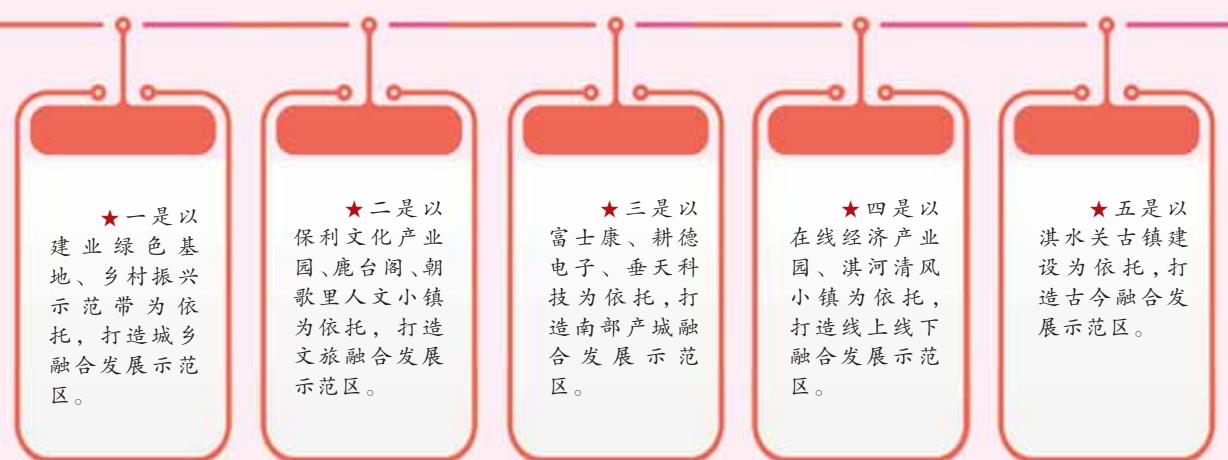 ★一是以
建业绿色基
地、乡村振兴
示范带为依
托，打造城乡
融合发展示范
区。
★二是以
保利文化产业
园、鹿台阁、朝
歌里人文小镇
为依托，打造
文旅融合发展
示范区。
★三是以
富士康、耕德
电子、垂天科
技为依托，打
造南部产城融
合发展示范
区。
★四是以
在线经济产业
园、淇河清风
小镇为依托，
打造线上线下
融合发展示范
区。
★五是以
淇水关古镇建
设为依托，打
造古今融合发
展示范区。